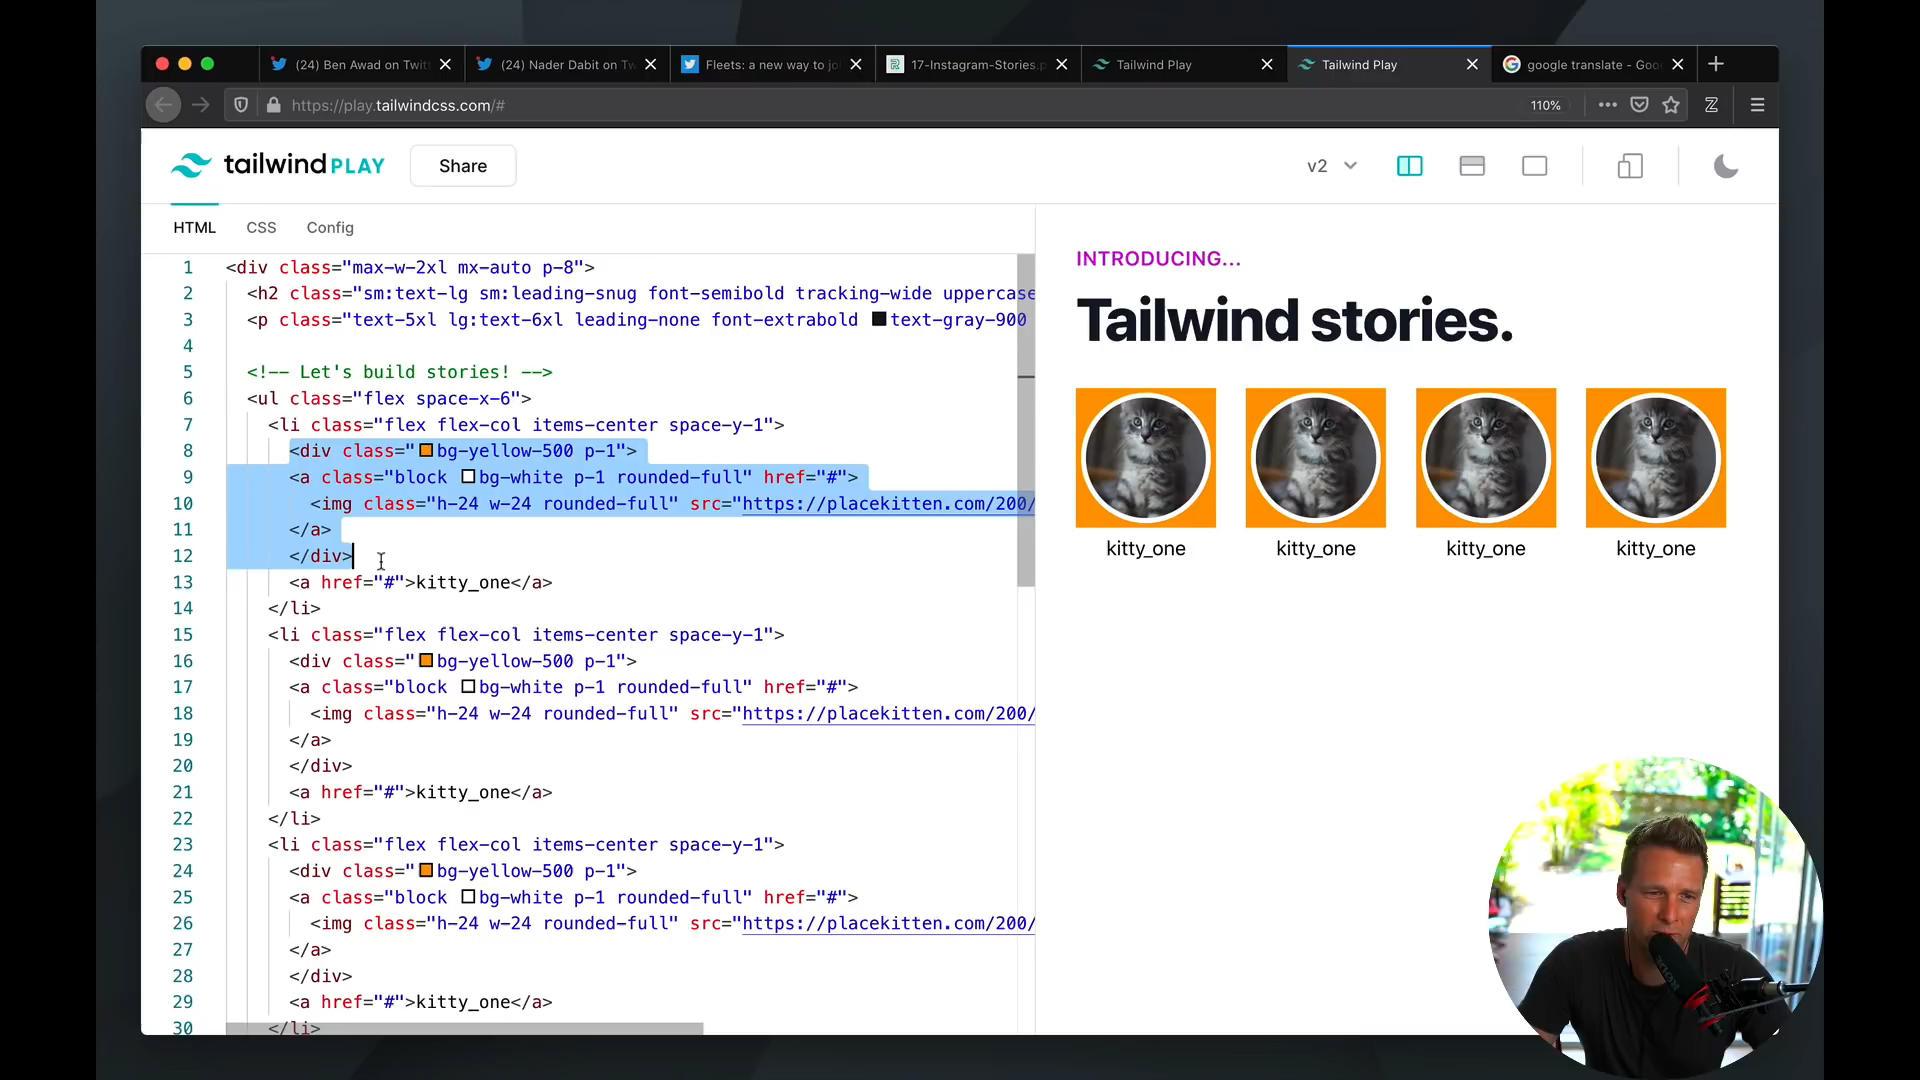 (24) Ben Awad on Twit
(24) Nader Dabit on Tw
Fleets: a new way to jo
17-Instagram-Stories.p
Tailwind Play
Tailwind Play
google translate - Goo
https://play.tailwindcss.com/#
110%
Z
tailwind PLAY
Share
v2
HTML
CSS
Config
1 <div class="max-w-2xl mx-auto p-8">
2 <h2 class="sm:text-lg sm:leading-snug font-semibold tracking-wide uppercase
3 <p class="text-5xl lg:text-6xl leading-none font-extrabold text-gray-900
4
5 <!-- Let's build stories! -->
6 <ul class="flex space-x-6">
7 <li class="flex flex-col items-center space-y-1">
8 <div class="bg-yellow-500 p-1">
9 <a class="block bg-white p-1 rounded-full" href="#">
10 <img class="h-24 w-24 rounded-full" src="https://placekitten.com/200/
11 </a>
12 </div>
13 <a href="#">kitty_one</a>
14 </li>
15 <li class="flex flex-col items-center space-y-1">
16 <div class="bg-yellow-500 p-1">
17 <a class="block bg-white p-1 rounded-full" href="#">
18 <img class="h-24 w-24 rounded-full" src="https://placekitten.com/200/
19 </a>
20 </div>
21 <a href="#">kitty_one</a>
22 </li>
23 <li class="flex flex-col items-center space-y-1">
24 <div class="bg-yellow-500 p-1">
25 <a class="block bg-white p-1 rounded-full" href="#">
26 <img class="h-24 w-24 rounded-full" src="https://placekitten.com/200/
27 </a>
28 </div>
29 <a href="#">kitty_one</a>
30 </li>
INTRODUCING...
Tailwind stories.
kitty_one
kitty_one
kitty_one
kitty_one